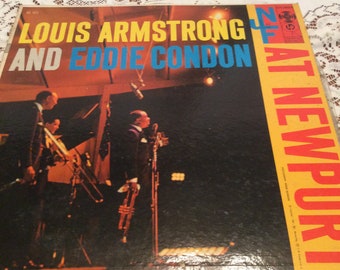 LOUIS ARMSTRONG
AND EDDIE CONDON
AT NEWPORT
NJF